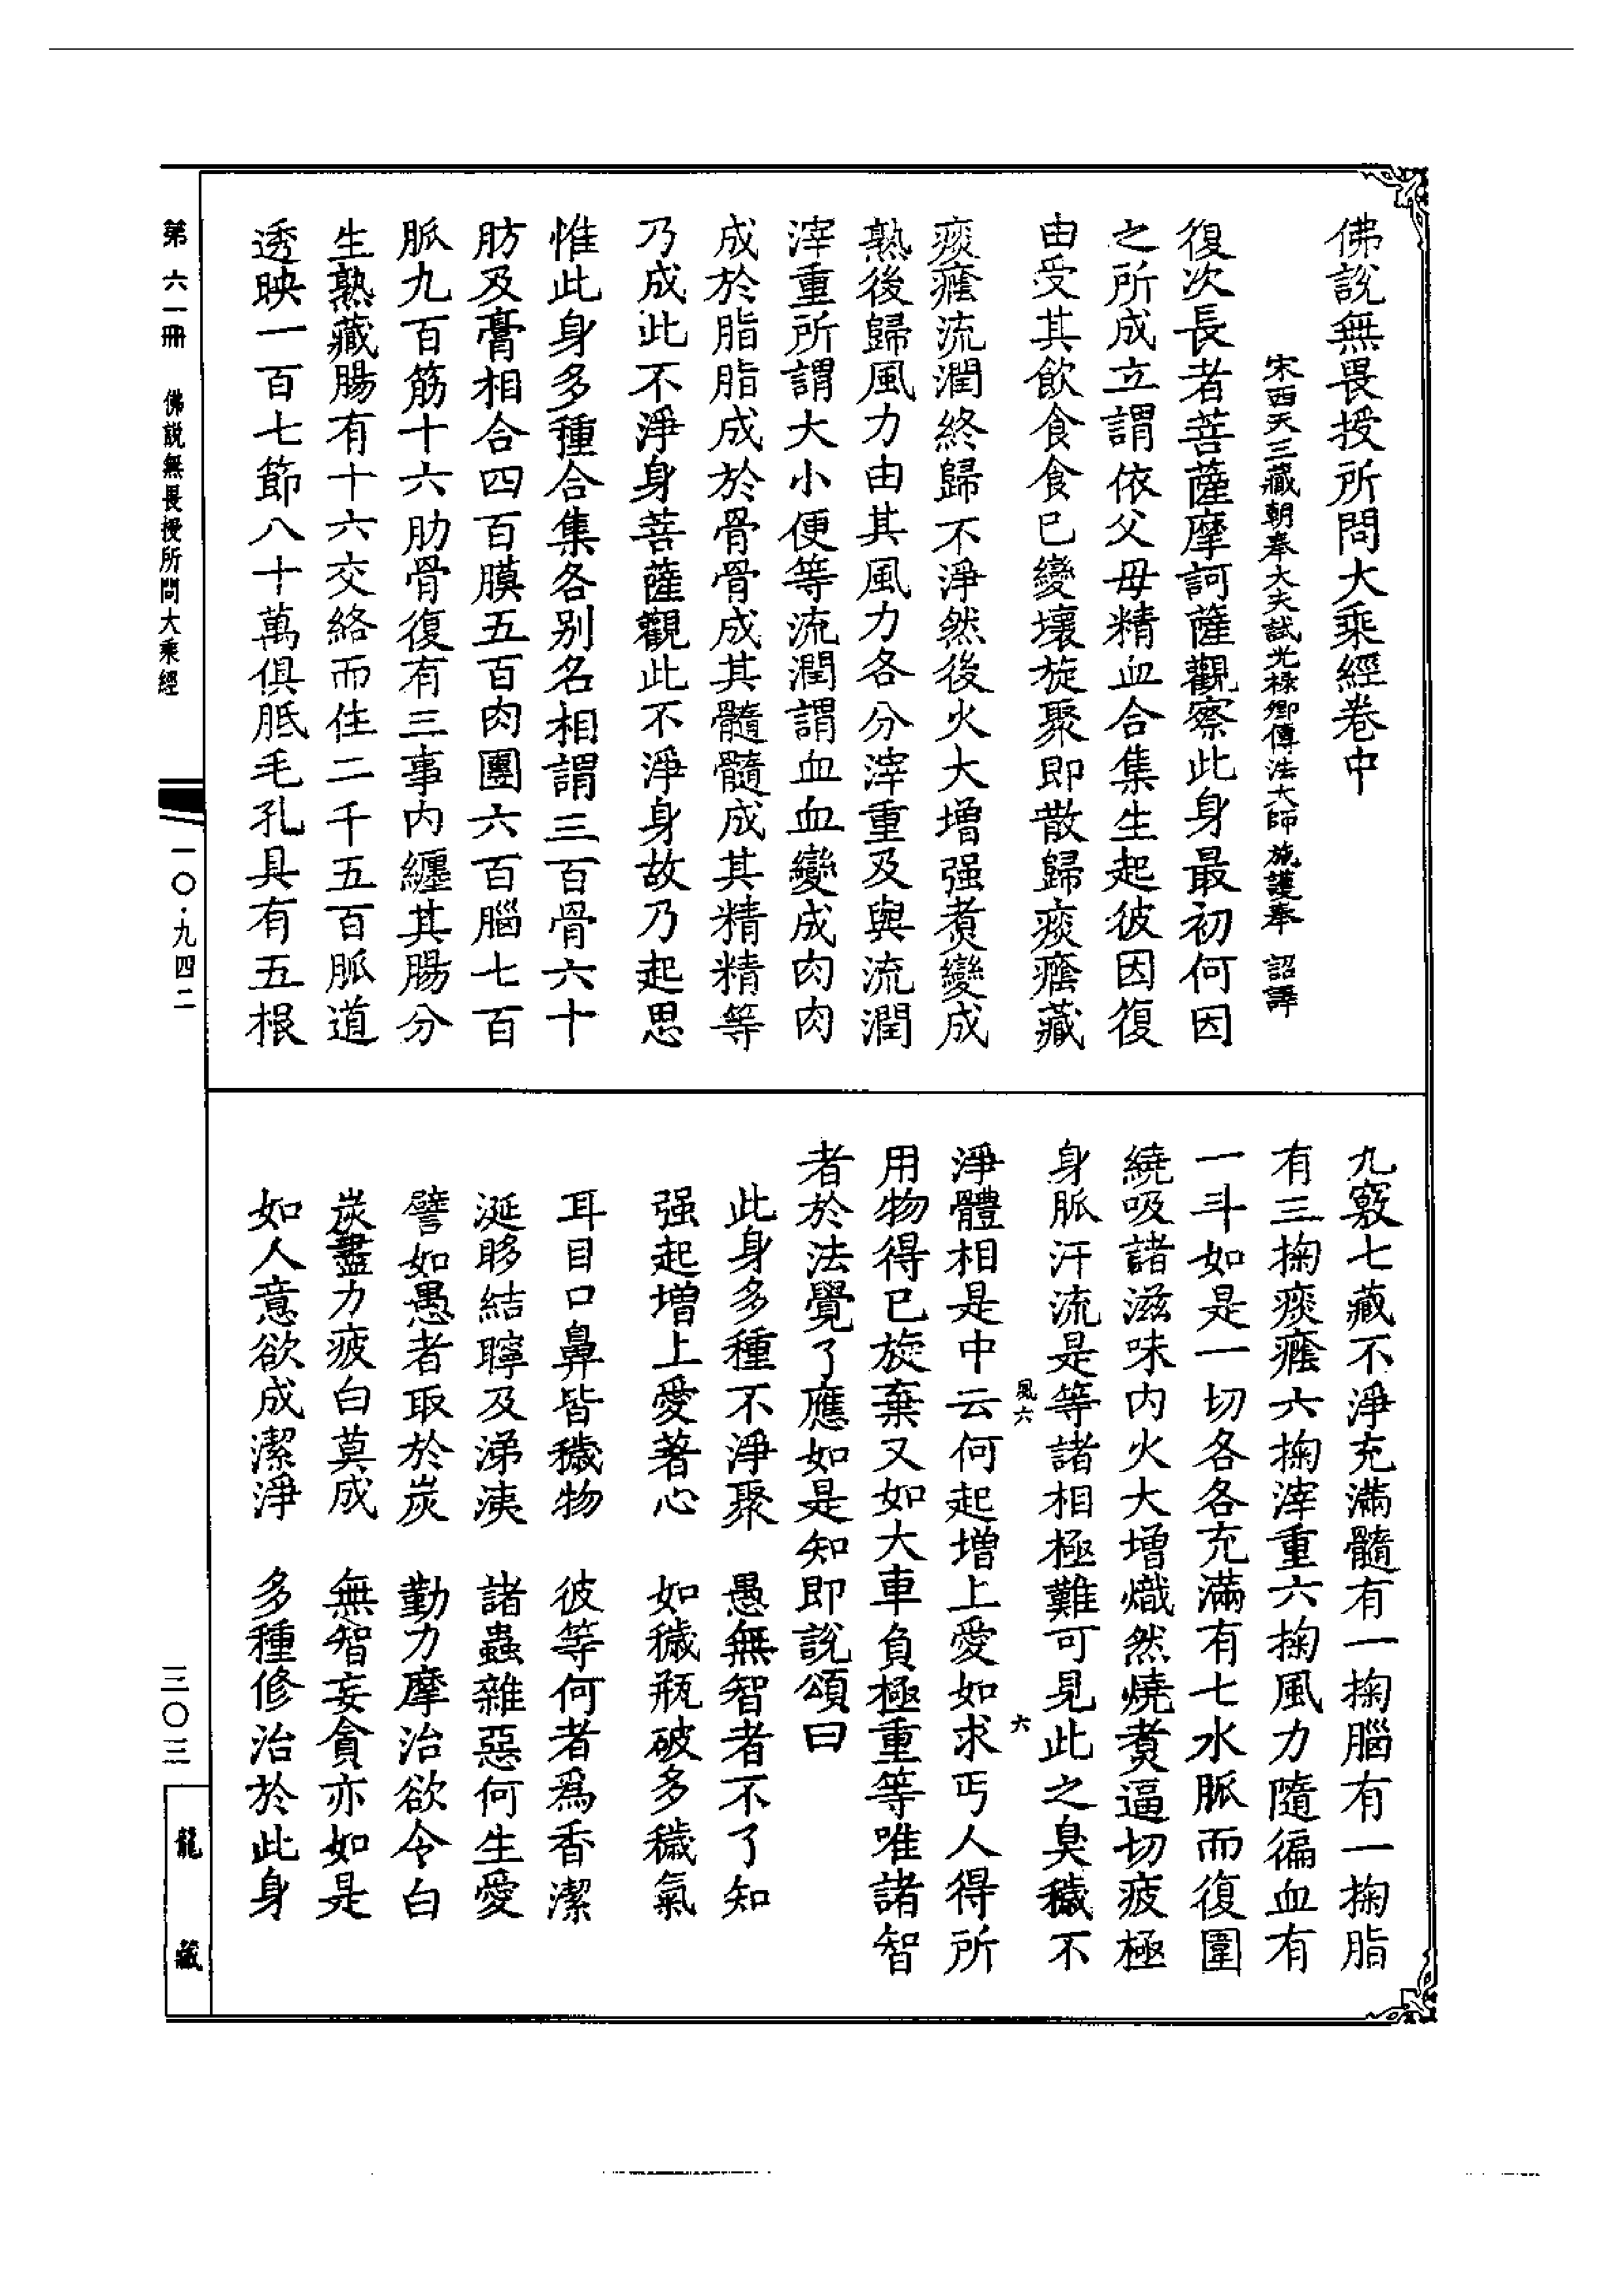 佛說無畏授所問大乘經卷中
宋西天三藏朝奉大夫試光祿卿傳法大師施護奉　詔譯
復次長者菩薩摩訶薩觀察此身最初何因
之所成立謂依父母精血合集生起彼因復
由受其飲食食已變壞旋聚即散歸痰癊藏
痰癊流潤終歸不淨然後火大增强煮變成
熟後歸風力由其風力各分滓重及與流潤
滓重所謂大小便等流潤謂血血變成肉肉
成於脂脂成於骨骨成其髓髓成其精精等
乃成此不淨身菩薩觀此不淨身故乃起思
惟此身多種合集各別名相謂三百骨六十
肪及膏相合四百膜五百肉團六百腦七百
脈九百筋十六肋骨復有三事内纏其腸分
生熟藏腸有十六交絡而住二千五百脈道
透映一百七節八十萬俱胝毛孔具有五根
九竅七藏不淨充滿髓有一掬腦有一掬脂
有三掬痰癊六掬滓重六掬風力隨徧血有
一斗如是一切各各充滿有七水脈而復圍
繞吸諸滋味内火大增熾然燒煮逼切疲極
身脈汗流是等諸相極難可見此之臭穢不
風六　六
淨體相是中云何起增上愛如求丐人得所
用物得已旋棄又如大車負極重等唯諸智
者於法覺了應如是知即說頌曰
此身多種不淨聚　愚無智者不了知
强起增上愛著心　如穢瓶破多穢氣
耳目口鼻皆穢物　彼等何者爲香潔
涎眵結聹及涕洟　諸蟲雜惡何生愛
譬如愚者取於炭　勤力摩治欲令白
炭盡力疲白莫成　無智妄貪亦如是
如人意欲成潔淨　多種修治於此身
第六一冊　佛説無畏授所問大乘經
一〇·九四二
三〇三
龍藏